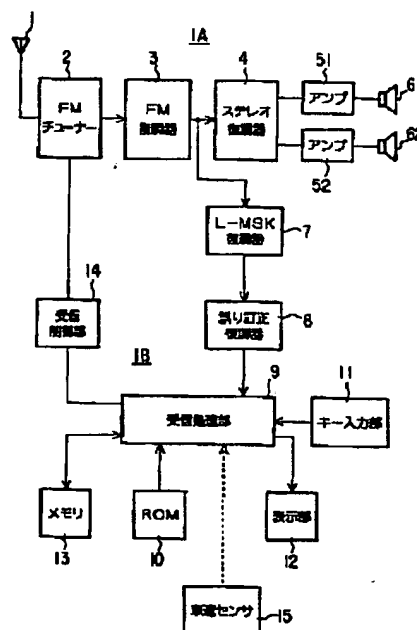 1
1A
2
3
4
51
FM
チューナー
FM
復調器
ステレオ
復調器
アンプ
6
アンプ
62
52
L-MSK
復調器
7
14
受信
制御部
誤り訂正
復調器
8
1B
9
11
受信処理部
キー入力部
メモリ
ROM
表示部
13
10
12
車速センサ
15